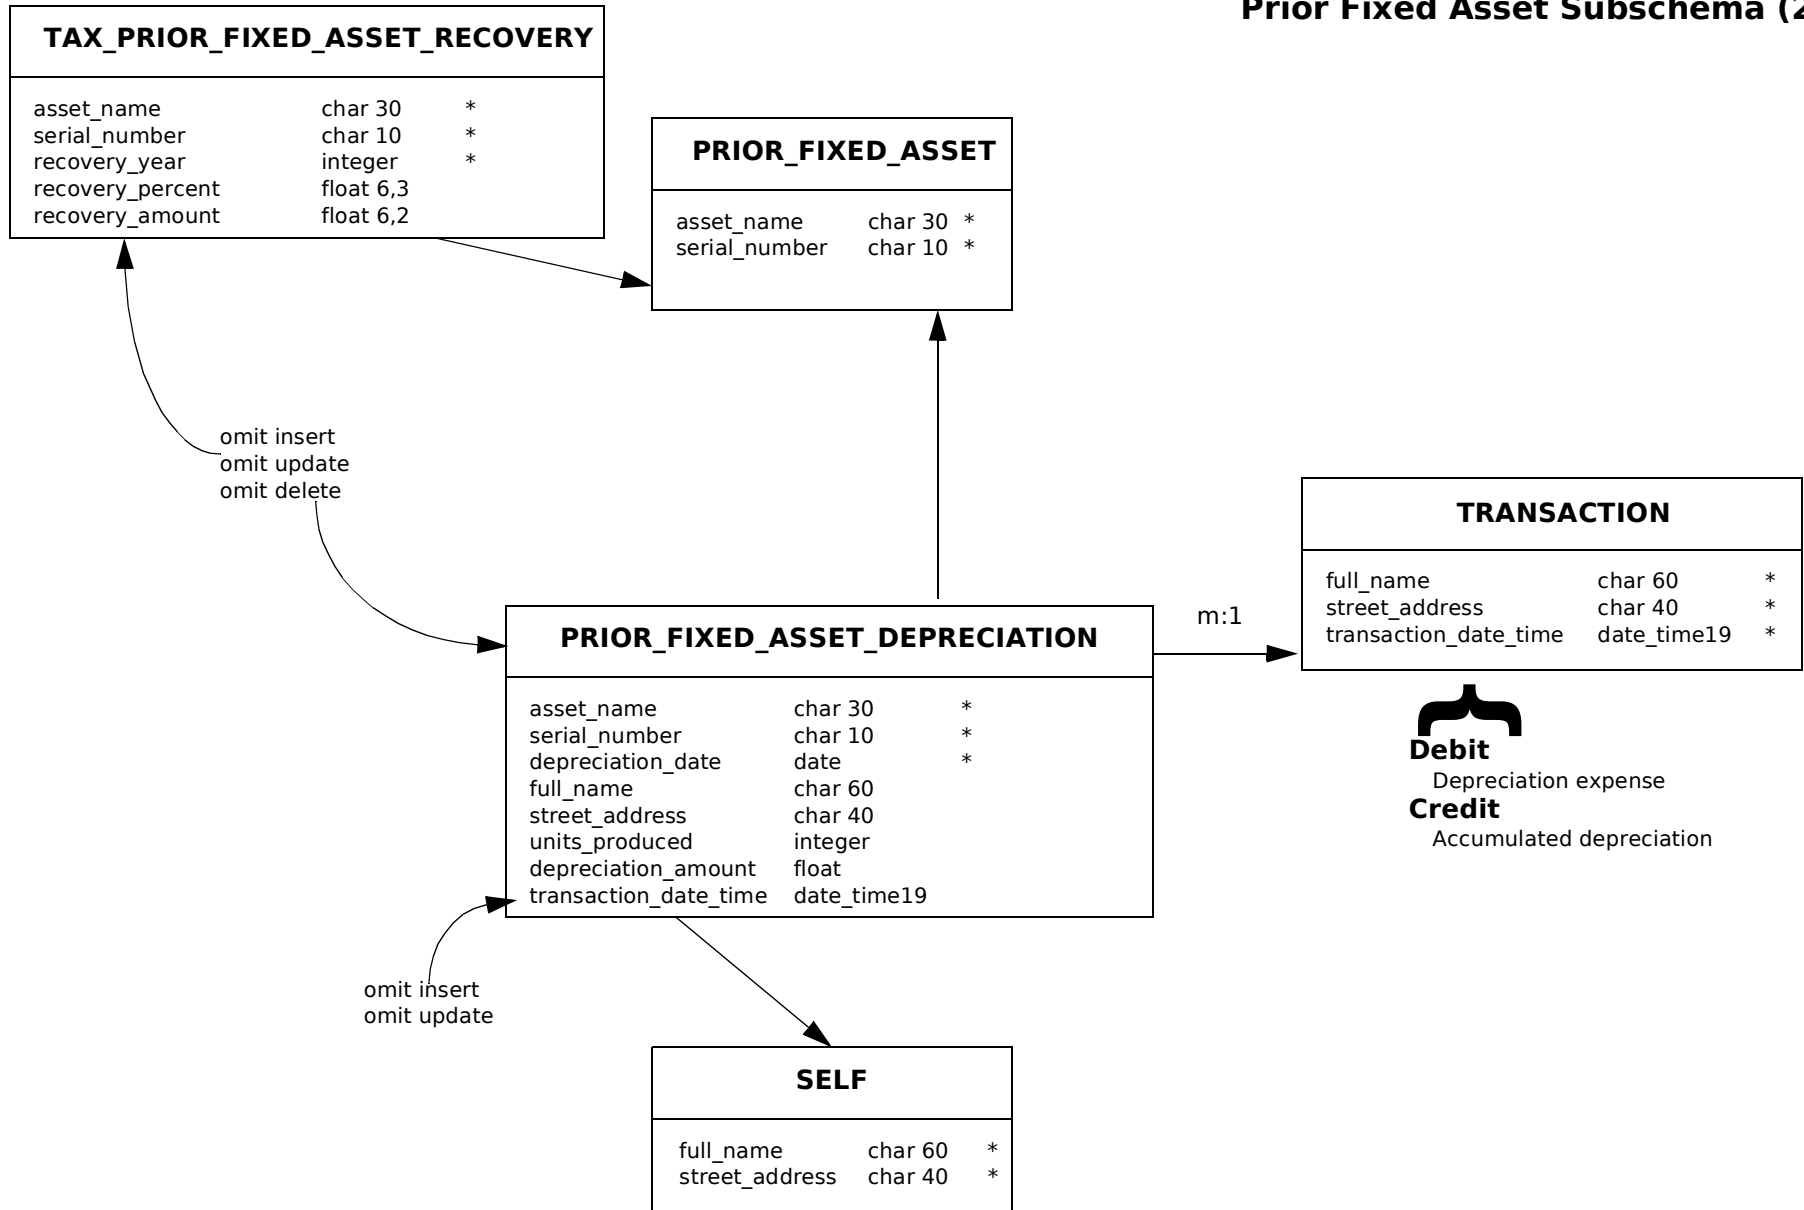 Prior Fixed Asset Subschema (2
TAX_PRIOR_FIXED_ASSET_RECOVERY
asset_name char 30 *
serial_number char 10 *
recovery_year integer *
recovery_percent float 6,3
recovery_amount float 6,2
PRIOR_FIXED_ASSET
asset_name char 30 *
serial_number char 10 *
omit insert
omit update
omit delete
TRANSACTION
full_name char 60 *
street_address char 40 *
transaction_date_time date_time19 *
m:1
PRIOR_FIXED_ASSET_DEPRECIATION
asset_name char 30 *
serial_number char 10 *
depreciation_date date *
full_name char 60
street_address char 40
units_produced integer
depreciation_amount float
transaction_date_time date_time19
{
Debit
Depreciation expense
Credit
Accumulated depreciation
omit insert
omit update
SELF
full_name char 60 *
street_address char 40 *